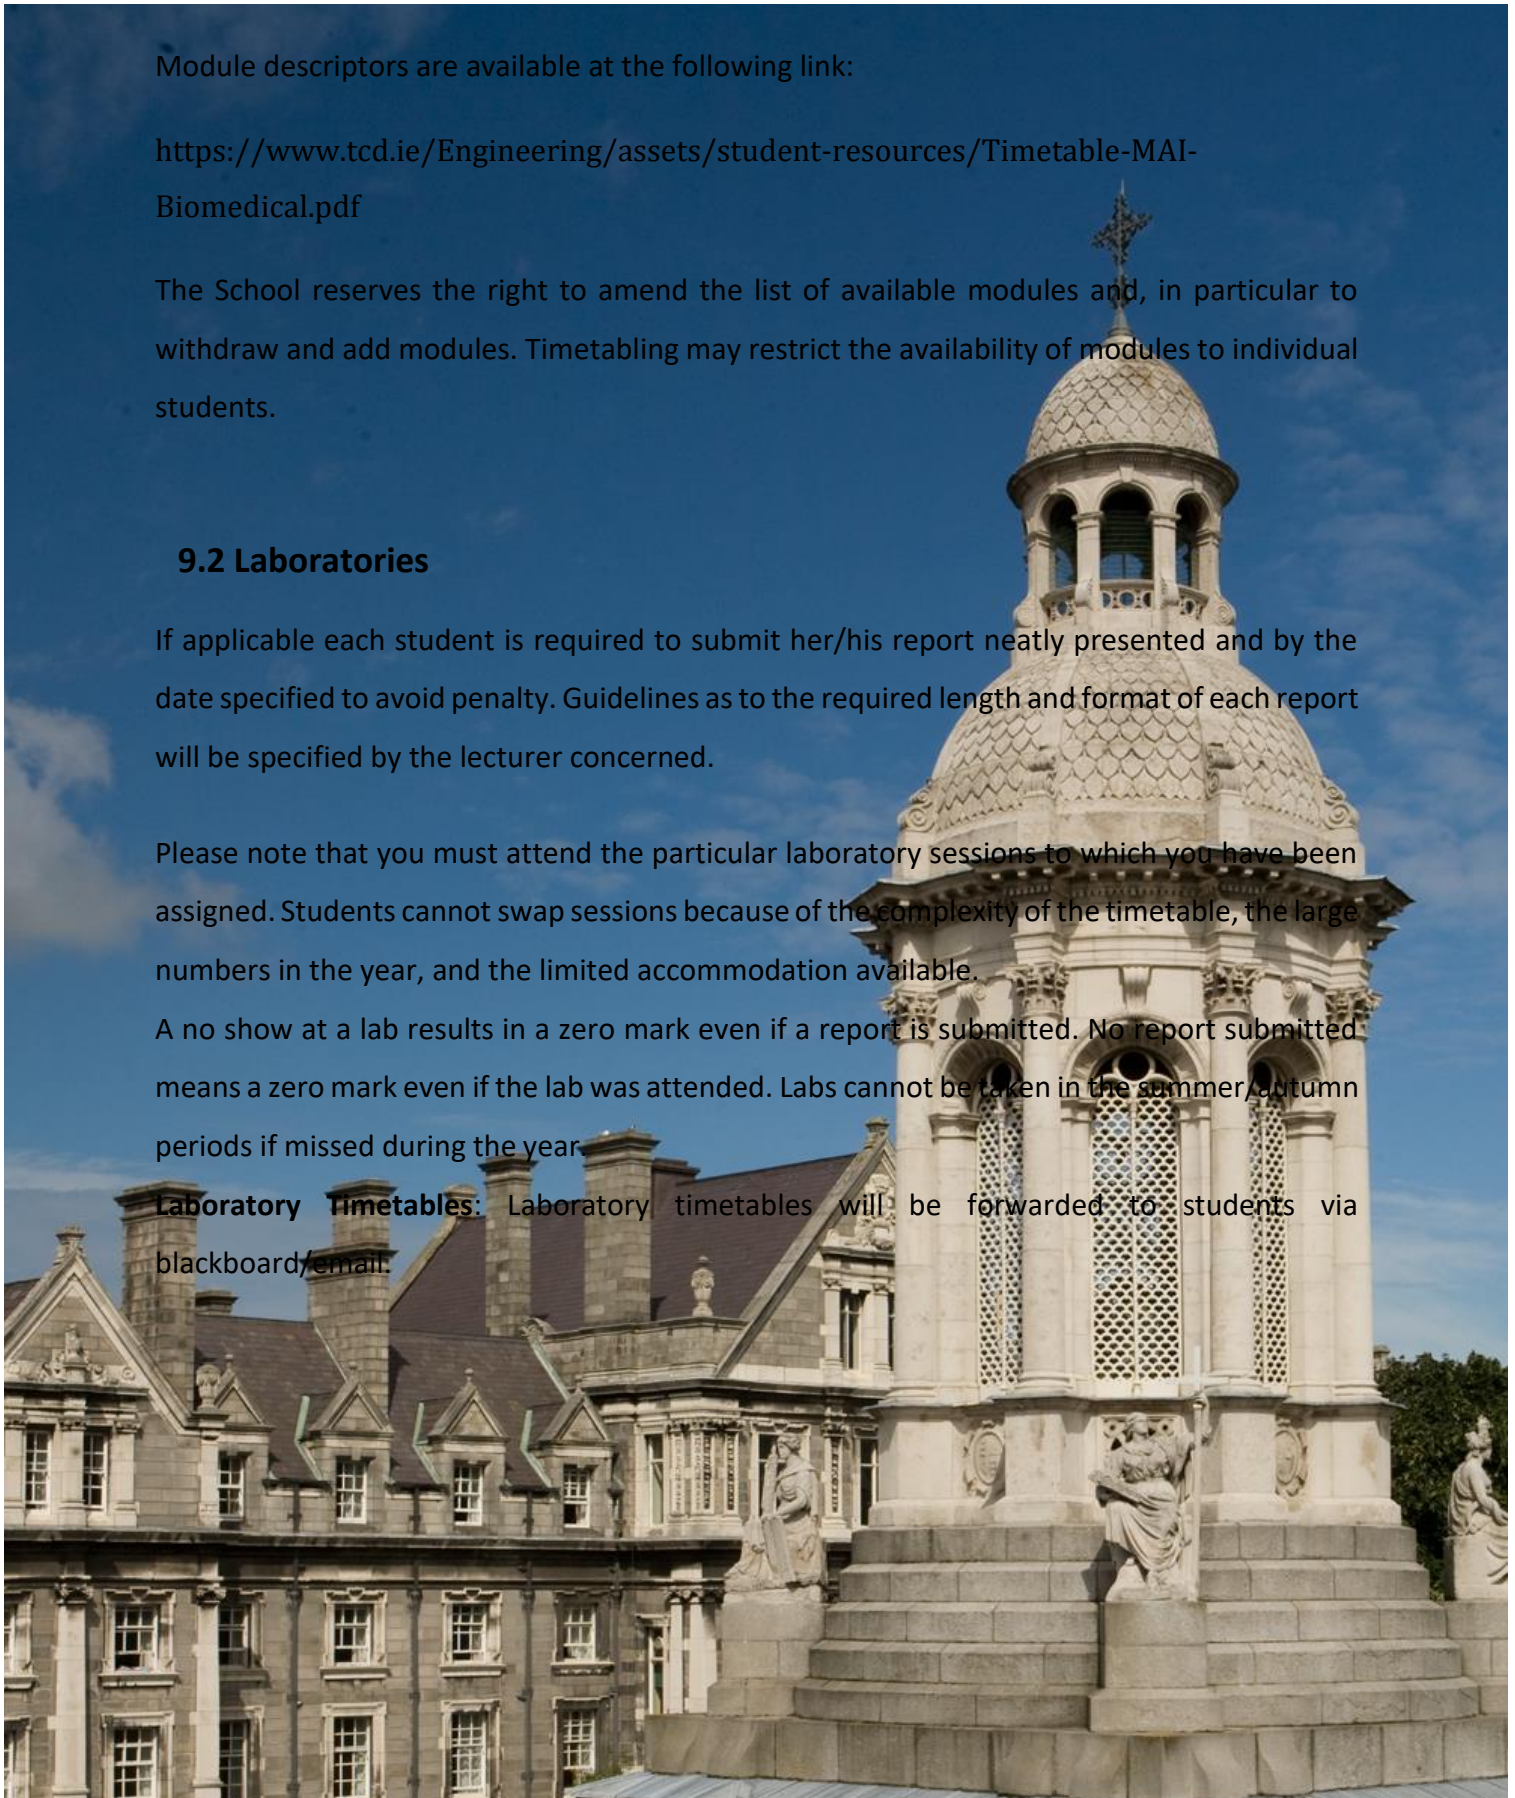 Module descriptors are available at the following link:
https://www.tcd.ie/Engineering/assets/student-resources/Timetable-MAI-
Biomedical.pdf
The School reserves the right to amend the list of available modules and, in particular to
withdraw and add modules. Timetabling may restrict the availability of modules to individual
students.
9.2 Laboratories
If applicable each student is required to submit her/his report neatly presented and by the
date specified to avoid penalty. Guidelines as to the required length and format of each report
will be specified by the lecturer concerned.
Please note that you must attend the particular laboratory sessions to which you have been
assigned. Students cannot swap sessions because of the complexity of the timetable, the large
numbers in the year, and the limited accommodation available.
A no show at a lab results in a zero mark even if a report is submitted. No report submitted
means a zero mark even if the lab was attended. Labs cannot be taken in the summer/autumn
periods if missed during the year.
Laboratory Timetables: Laboratory timetables will be forwarded to students via
blackboard/email.